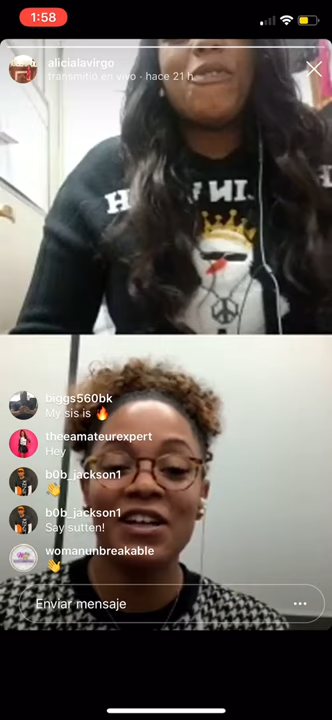 1:58
alicialavirgo
transmitió en vivo · hace 21 h
biggs560bk
My sis is 🔥
theeamateurexpert
Hey
b0b_jackson1
👋
b0b_jackson1
Say sutten!
womanunbreakable
👋
Enviar mensaje